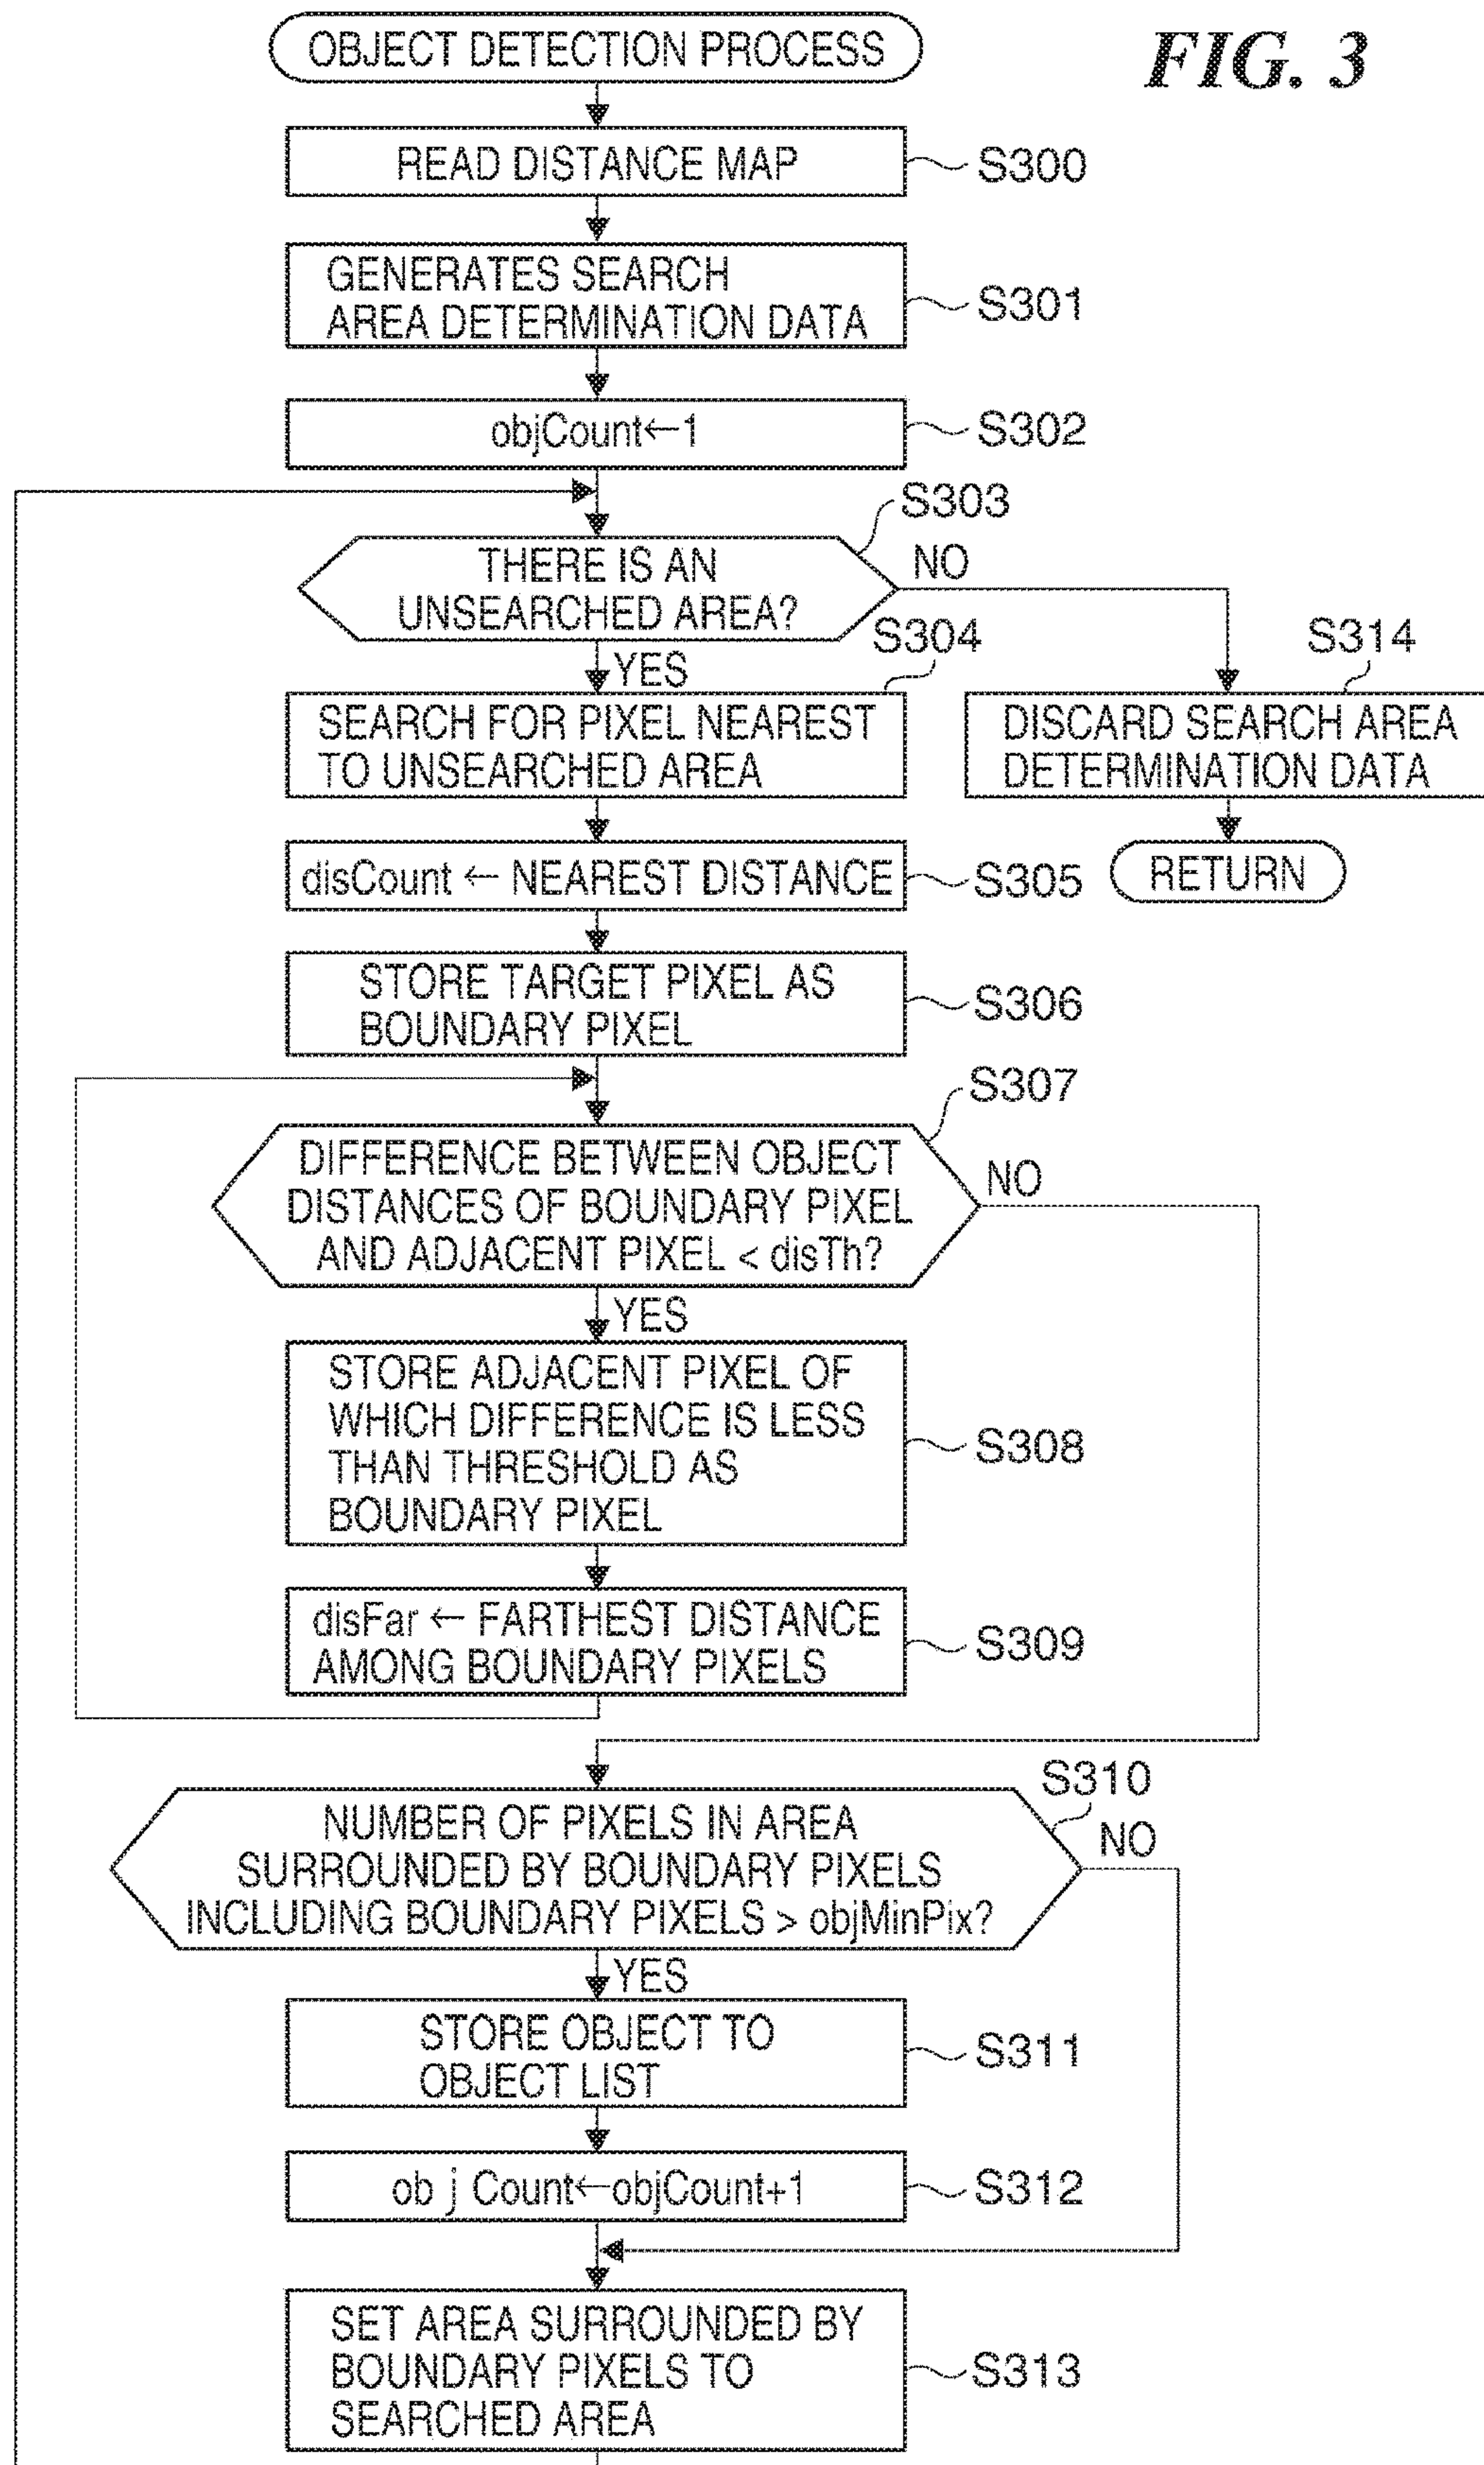 OBJECT DETECTION PROCESS
FIG. 3
READ DISTANCE MAP
S300
GENERATES SEARCH
AREA DETERMINATION DATA
S301
objCount←1
S302
S303
THERE IS AN
UNSEARCHED AREA?
NO
YES
S304
S314
SEARCH FOR PIXEL NEAREST
TO UNSEARCHED AREA
DISCARD SEARCH AREA
DETERMINATION DATA
disCount ← NEAREST DISTANCE
S305
RETURN
STORE TARGET PIXEL AS
BOUNDARY PIXEL
S306
S307
DIFFERENCE BETWEEN OBJECT
DISTANCES OF BOUNDARY PIXEL
AND ADJACENT PIXEL < disTh?
NO
YES
STORE ADJACENT PIXEL OF
WHICH DIFFERENCE IS LESS
THAN THRESHOLD AS
BOUNDARY PIXEL
S308
disFar ← FARTHEST DISTANCE
AMONG BOUNDARY PIXELS
S309
S310
NUMBER OF PIXELS IN AREA
SURROUNDED BY BOUNDARY PIXELS
INCLUDING BOUNDARY PIXELS > objMinPix?
NO
YES
STORE OBJECT TO
OBJECT LIST
S311
ob j Count←objCount+1
S312
SET AREA SURROUNDED BY
BOUNDARY PIXELS TO
SEARCHED AREA
S313